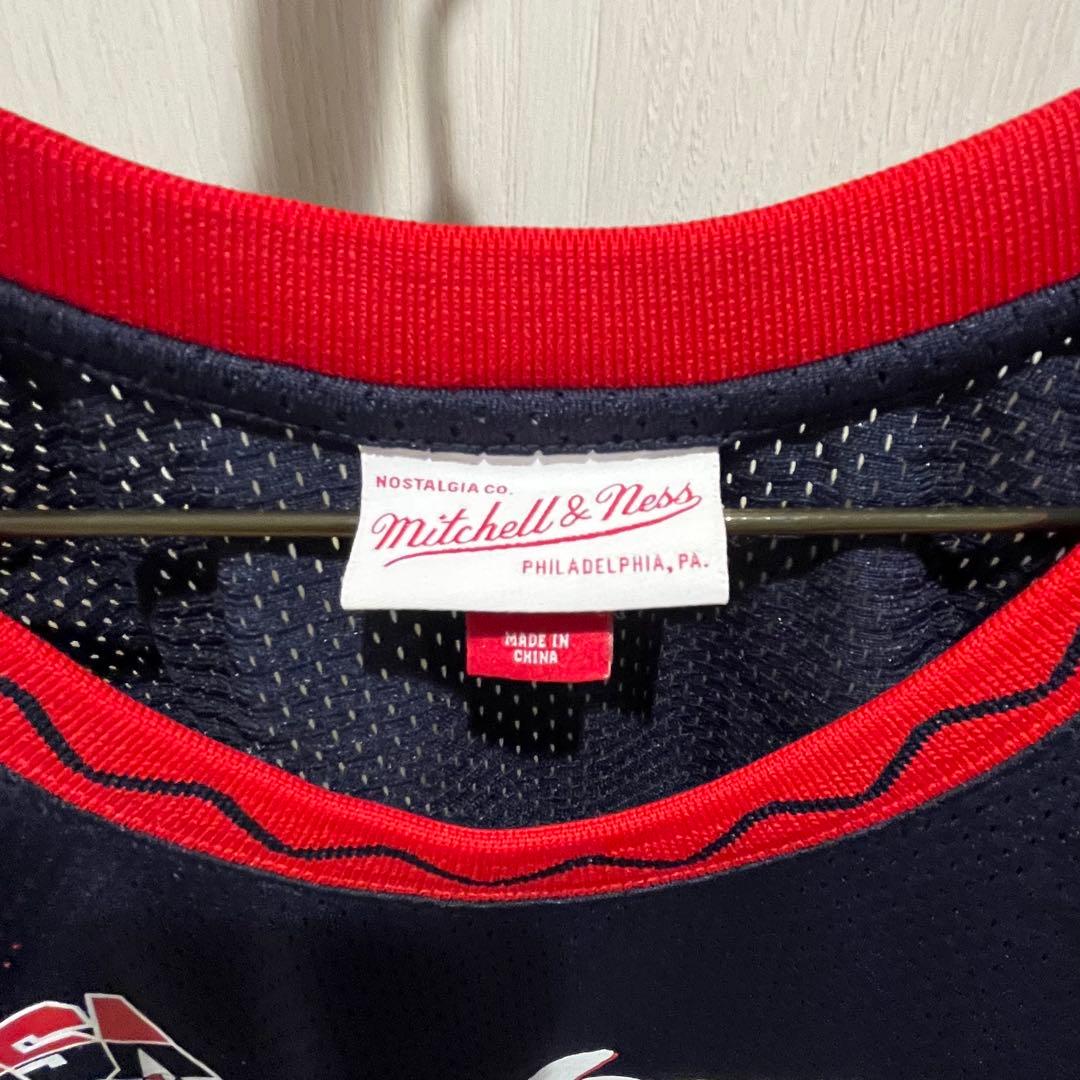 NOSTALGIA CO.
Mitchell & Ness
PHILADELPHIA, PA.
MADE IN
CHINA